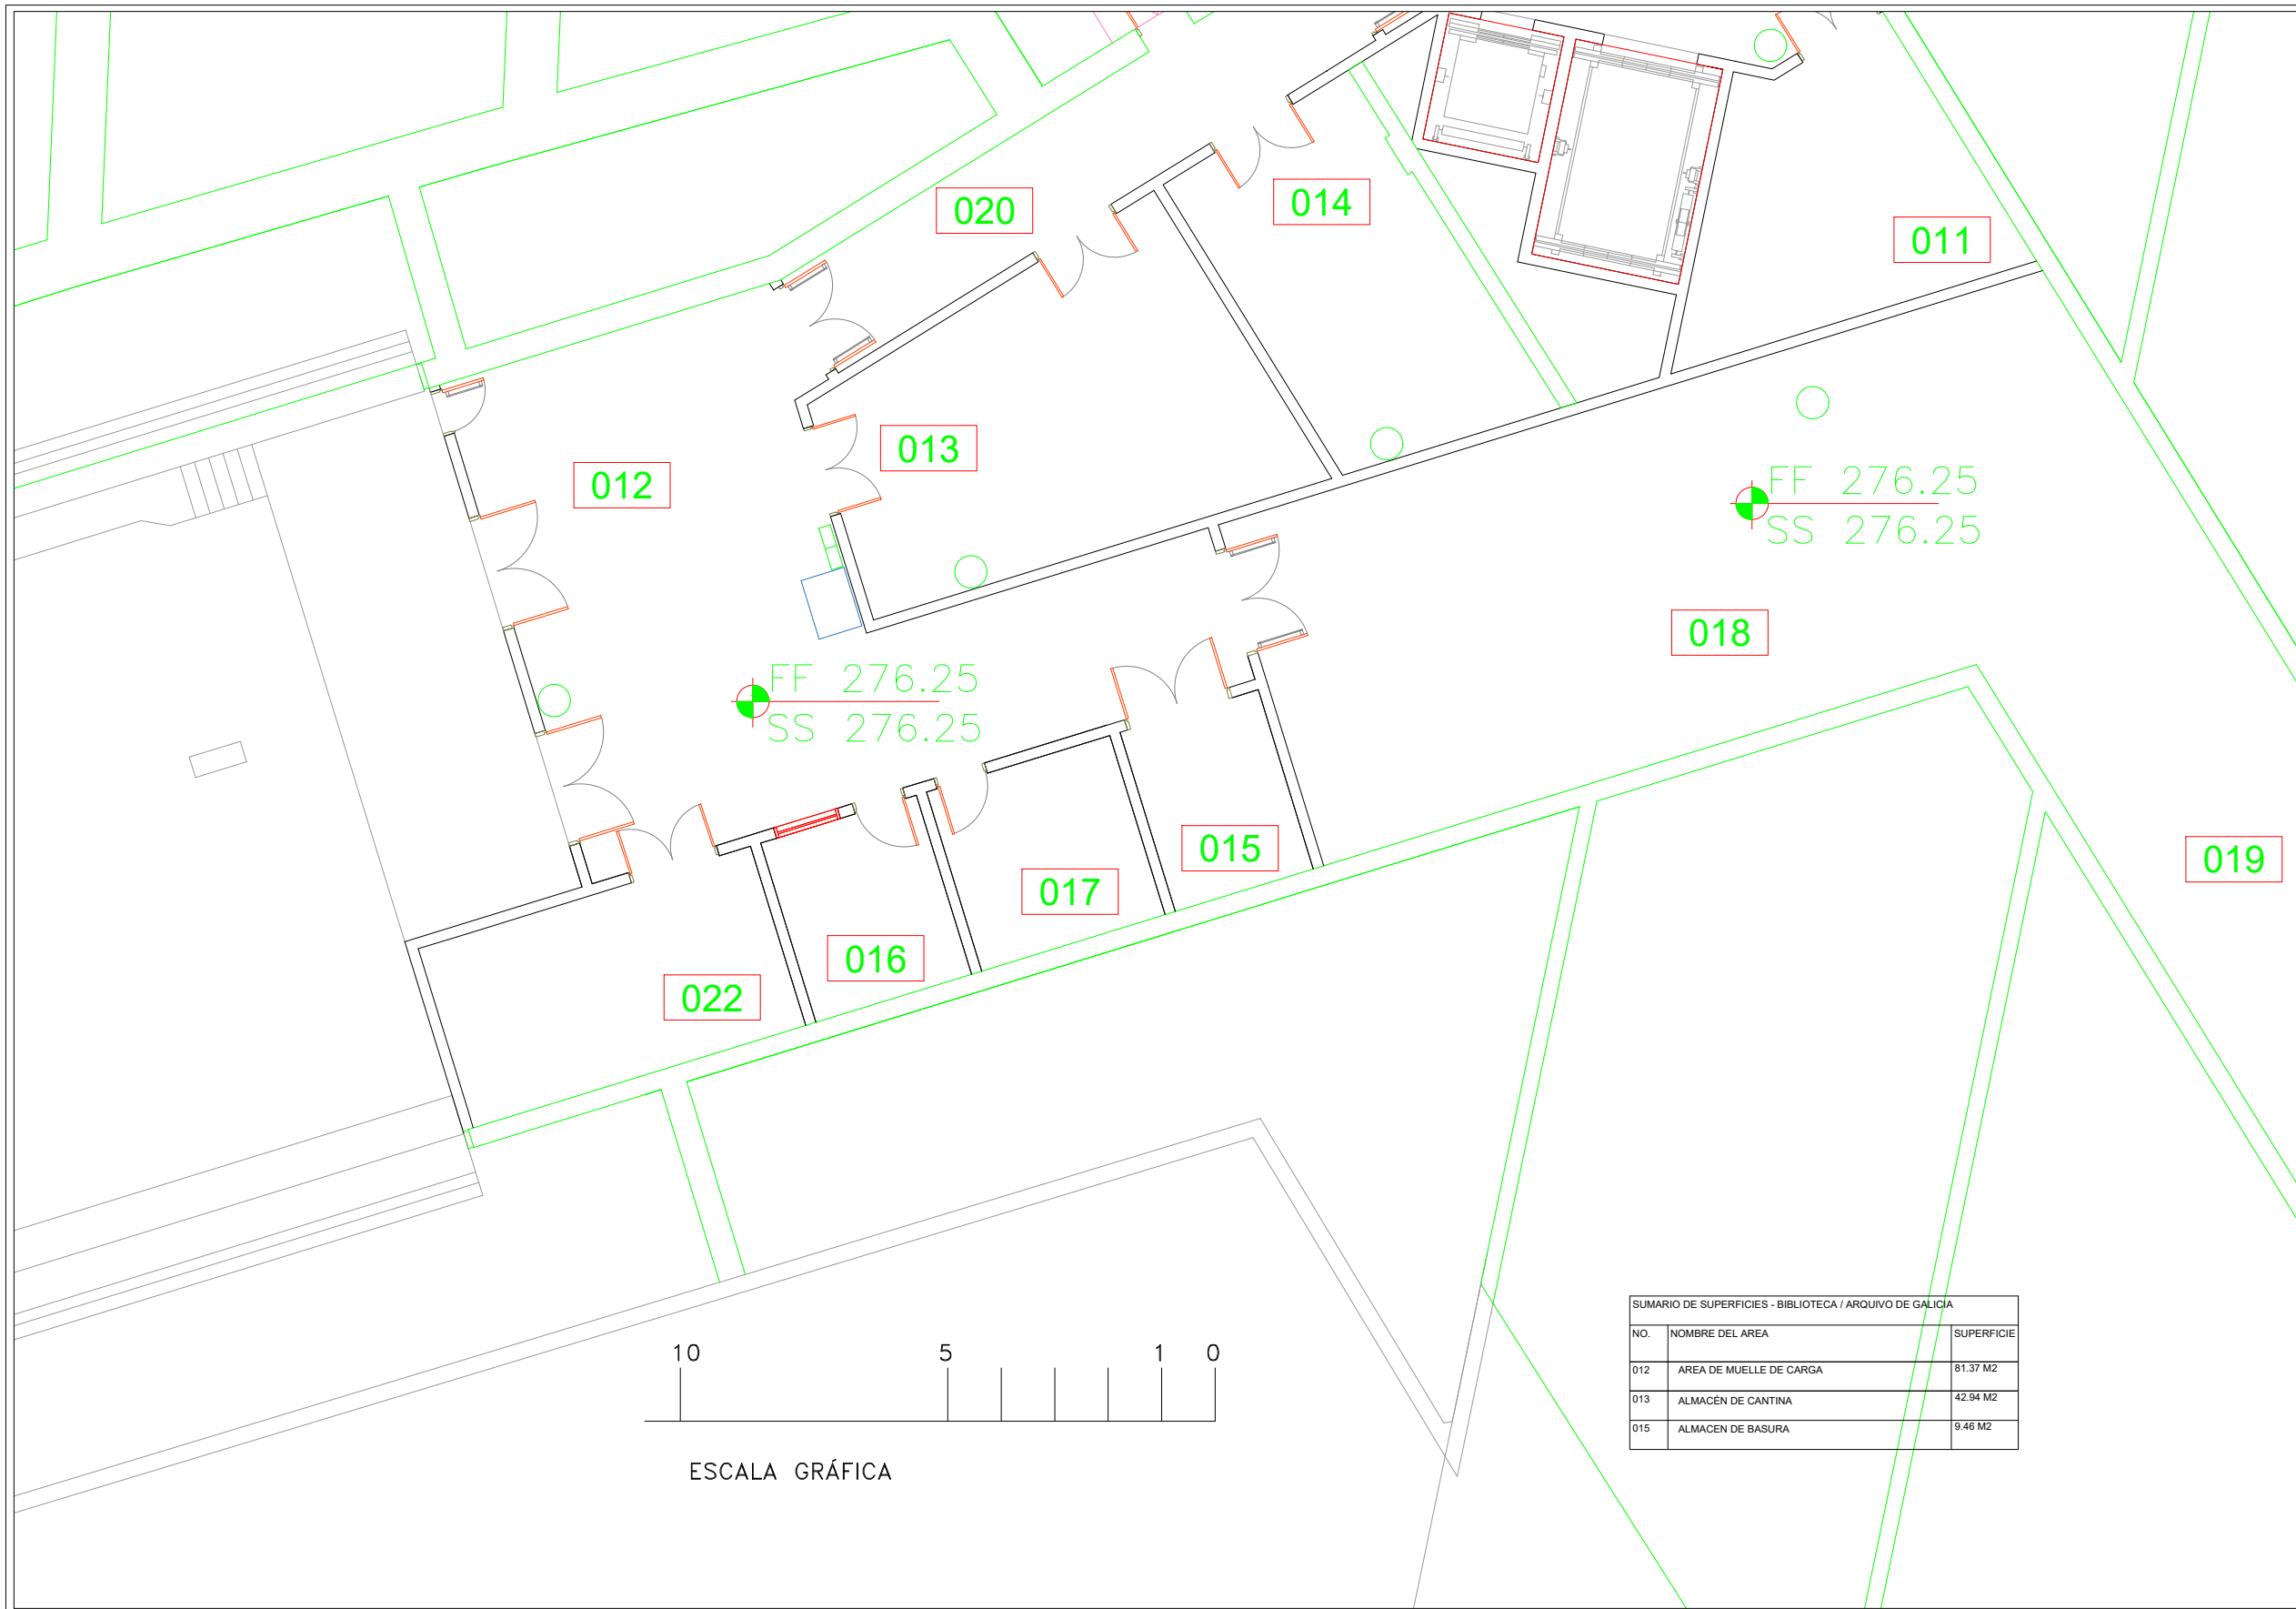 020
014
011
013
012
FF 276.25
SS 276.25
018
FF 276.25
SS 276.25
015
019
017
016
022
10 5 1 0
ESCALA GRÁFICA
SUMARIO DE SUPERFICIES - BIBLIOTECA / ARQUIVO DE GALICIA
NO. NOMBRE DEL AREA SUPERFICIE
012 AREA DE MUELLE DE CARGA 81.37 M2
013 ALMACÉN DE CANTINA 42.94 M2
015 ALMACEN DE BASURA 9.46 M2